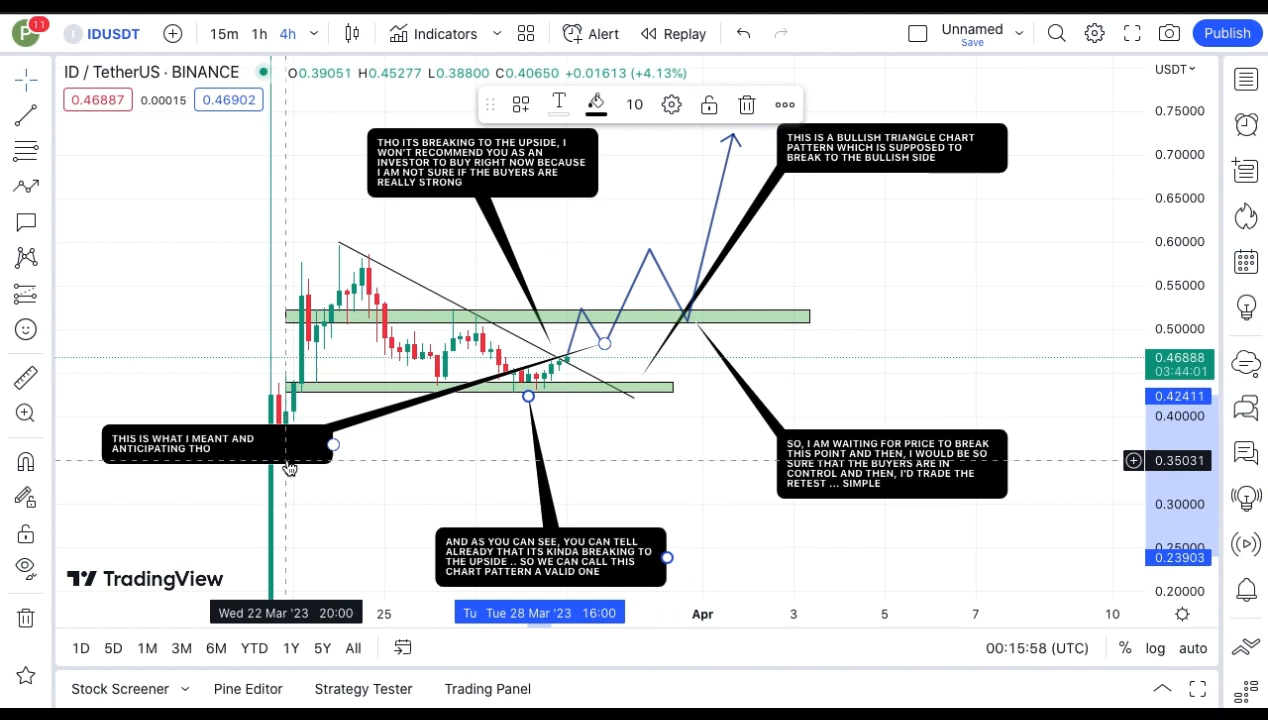 P 11 IDUSDT 15m 1h 4h Indicators Alert Replay Unnamed Save Publish
ID / TetherUS · BINANCE O0.39051 H0.45277 L0.38800 C0.40650 +0.01613 (+4.13%) USDT
0.46887 0.00015 0.46902
10
THO ITS BREAKING TO THE UPSIDE, I
WON'T RECOMMEND YOU AS AN
INVESTOR TO BUY RIGHT NOW BECAUSE
I AM NOT SURE IF THE BUYERS ARE
REALLY STRONG
THIS IS A BULLISH TRIANGLE CHART
PATTERN WHICH IS SUPPOSED TO
BREAK TO THE BULLISH SIDE
THIS IS WHAT I MEANT AND
ANTICIPATING THO
SO, I AM WAITING FOR PRICE TO BREAK
THIS POINT AND THEN, I WOULD BE SO
SURE THAT THE BUYERS ARE IN
CONTROL AND THEN, I'D TRADE THE
RETEST ... SIMPLE
AND AS YOU CAN SEE, YOU CAN TELL
ALREADY THAT ITS KINDA BREAKING TO
THE UPSIDE .. SO WE CAN CALL THIS
CHART PATTERN A VALID ONE
0.75000
0.70000
0.65000
0.60000
0.55000
0.50000
0.46888
03:44:01
0.42411
0.40000
0.35031
0.30000
0.25000
0.23903
0.20000
TradingView
Wed 22 Mar '23 20:00 25 Tu Tue 28 Mar '23 16:00 Apr 3 5 7 10
1D 5D 1M 3M 6M YTD 1Y 5Y All 00:15:58 (UTC) % log auto
Stock Screener Pine Editor Strategy Tester Trading Panel